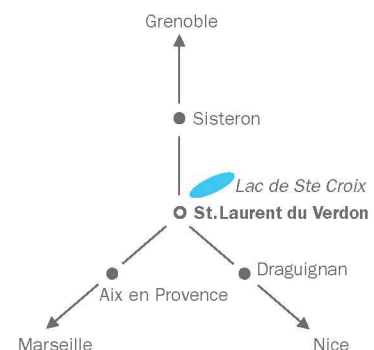 Grenoble
Sisteron
Lac de Ste Croix
St.Laurent du Verdon
Draguignan
Aix en Provence
Marseille
Nice